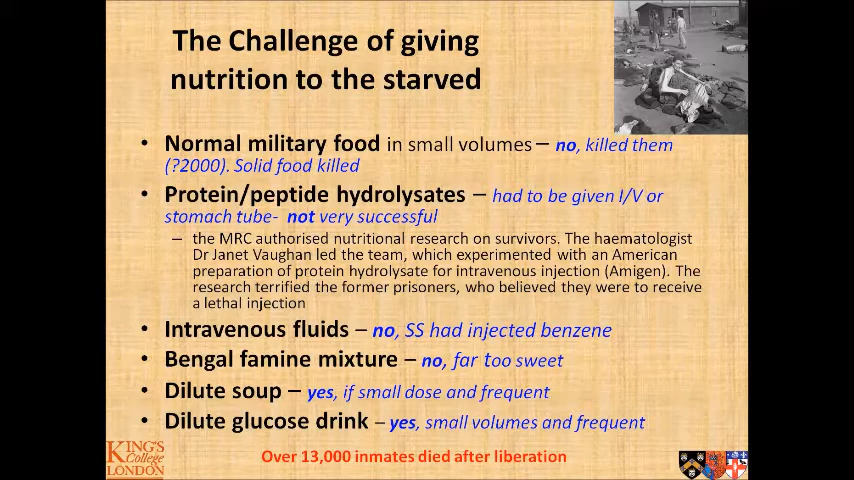 The Challenge of giving
nutrition to the starved
• Normal military food in small volumes – no, killed them
(?2000). Solid food killed
• Protein/peptide hydrolysates – had to be given I/V or
stomach tube- not very successful
– the MRC authorised nutritional research on survivors. The haematologist
Dr Janet Vaughan led the team, which experimented with an American
preparation of protein hydrolysate for intravenous injection (Amigen). The
research terrified the former prisoners, who believed they were to receive
a lethal injection
• Intravenous fluids – no, SS had injected benzene
• Bengal famine mixture – no, far too sweet
• Dilute soup – yes, if small dose and frequent
• Dilute glucose drink – yes, small volumes and frequent
KING'S
College
LONDON
Over 13,000 inmates died after liberation